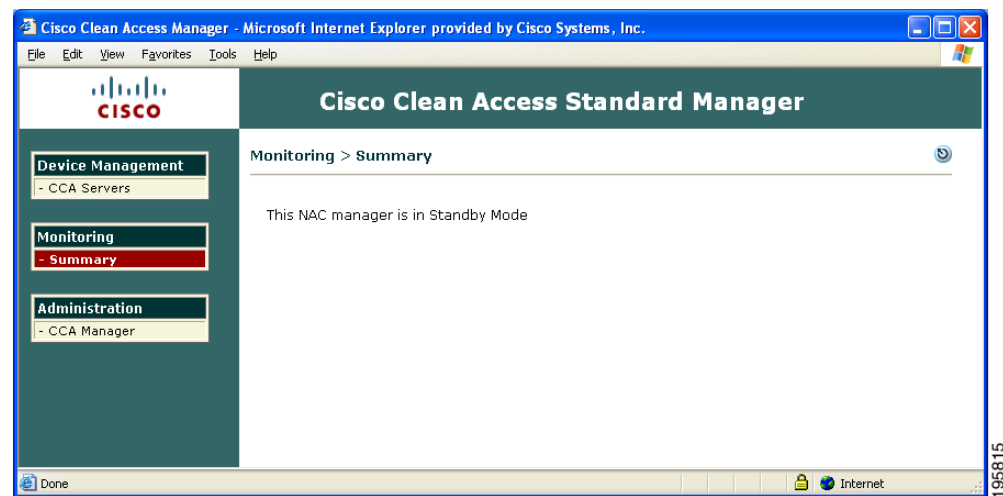 Cisco Clean Access Manager - Microsoft Internet Explorer provided by Cisco Systems, Inc.
File Edit View Favorites Tools Help
CISCO
Cisco Clean Access Standard Manager
Device Management
- CCA Servers
Monitoring
- Summary
Administration
- CCA Manager
Monitoring > Summary
This NAC manager is in Standby Mode
Done
Internet
195815